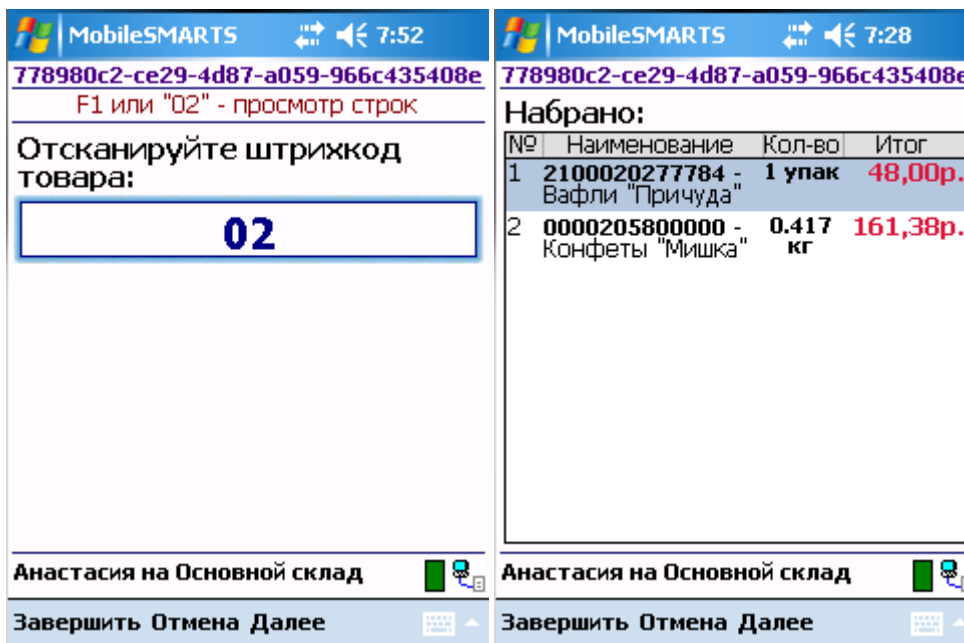 MobileSMARTS 7:52
778980c2-ce29-4d87-a059-966c435408e
F1 или "02" - просмотр строк
Отсканируйте штрихкод
товара:
02
Анастасия на Основной склад
Завершить Отмена Далее
MobileSMARTS 7:28
778980c2-ce29-4d87-a059-966c435408e
Набрано:
№ Наименование Кол-во Итог
1 2100020277784 - 1 упак 48,00р.
Вафли "Причуда"
2 0000205800000 - 0.417 161,38р.
Конфеты "Мишка" кг
Анастасия на Основной склад
Завершить Отмена Далее